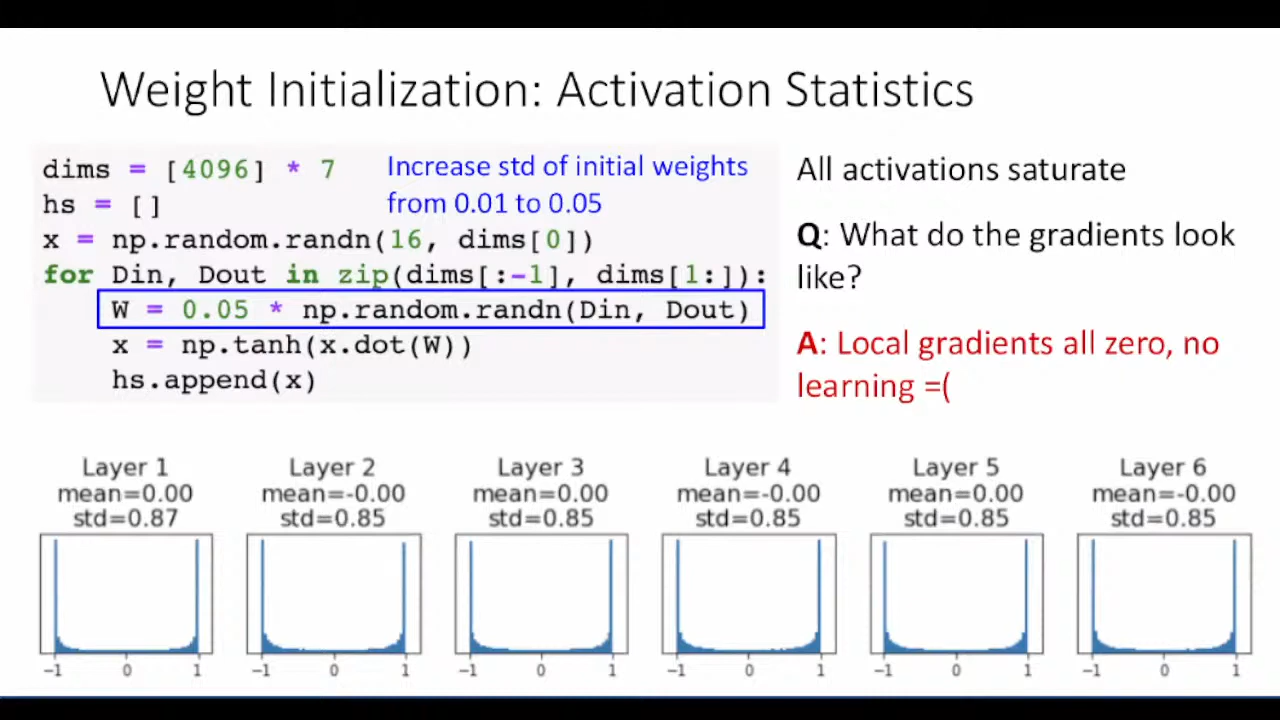 Weight Initialization: Activation Statistics
dims = [4096] * 7
hs = []
x = np.random.randn(16, dims[0])
for Din, Dout in zip(dims[:-1], dims[1:]):
W = 0.05 * np.random.randn(Din, Dout)
x = np.tanh(x.dot(W))
hs.append(x)
Increase std of initial weights
from 0.01 to 0.05
All activations saturate
Q: What do the gradients look
like?
A: Local gradients all zero, no
learning =(
Layer 1
mean=0.00
std=0.87
−1 0 1
Layer 2
mean=-0.00
std=0.85
−1 0 1
Layer 3
mean=0.00
std=0.85
−1 0 1
Layer 4
mean=-0.00
std=0.85
−1 0 1
Layer 5
mean=0.00
std=0.85
−1 0 1
Layer 6
mean=-0.00
std=0.85
−1 0 1